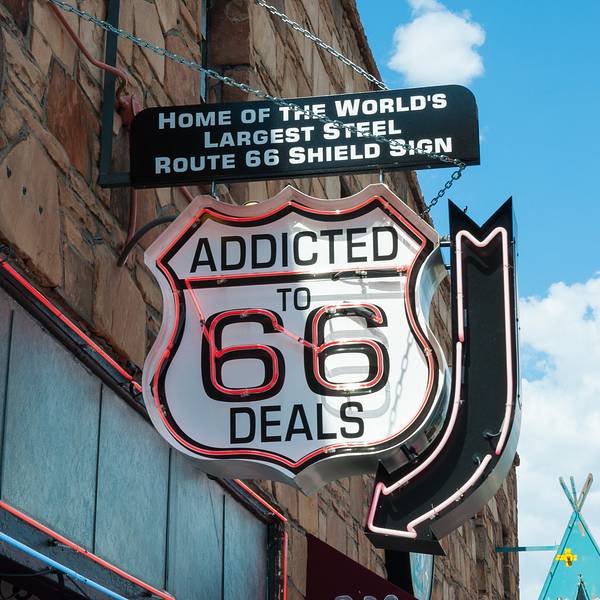 HOME OF THE WORLD'S
LARGEST STEEL
ROUTE 66 SHIELD SIGN
ADDICTED
TO
66
DEALS